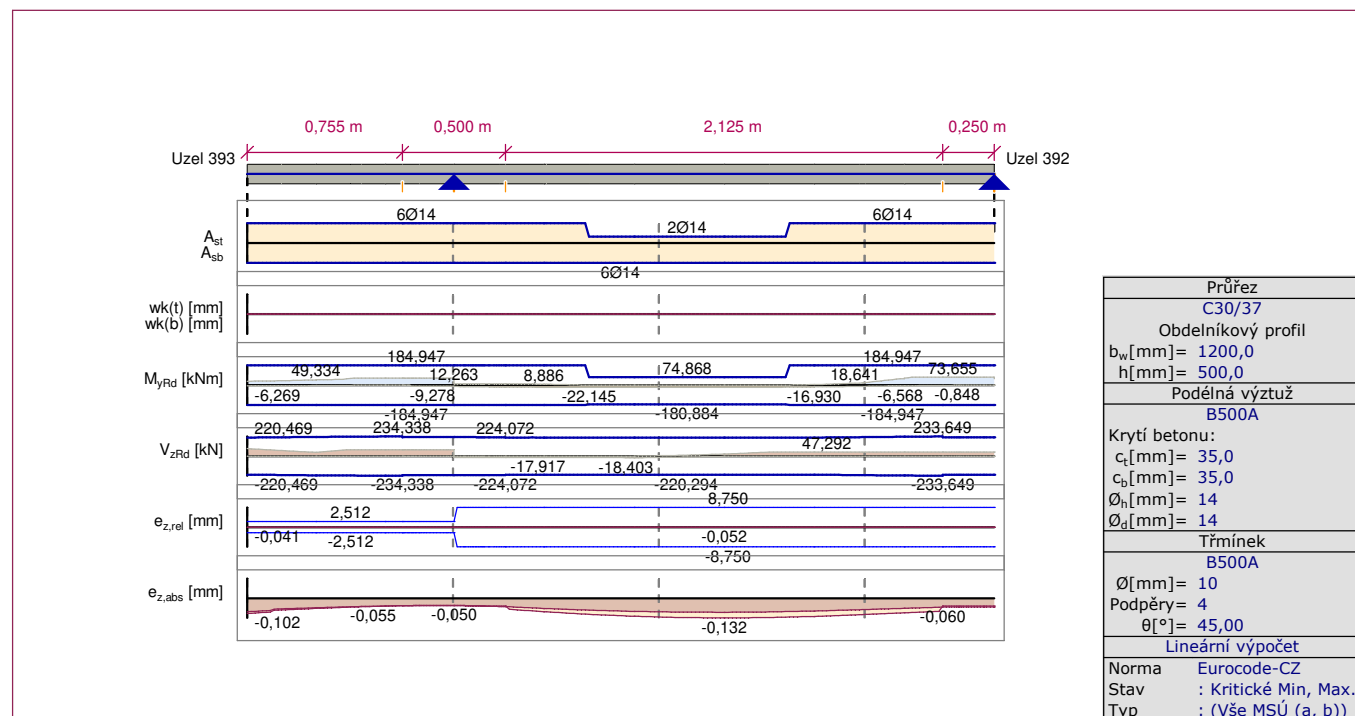 0,755 m 0,500 m 2,125 m 0,250 m
Uzel 393 Uzel 392
6Ø14 6Ø14
2Ø14
Ast
Asb
6Ø14
wk(t) [mm]
wk(b) [mm]
184,947 184,947
49,334 12,263 8,886 74,868 18,641 73,655
MyRd [kNm]
-6,269 -9,278 -22,145 -16,930 -6,568 -0,848
-184,947 -180,884 -184,947
220,469 234,338 224,072 233,649
47,292
VzRd [kN]
-17,917 -18,403
-220,469 -234,338 -224,072 -220,294 -233,649
8,750
2,512
ez,rel [mm]
-0,041 -2,512 -0,052
-8,750
ez,abs [mm]
-0,102 -0,055 -0,050 -0,132 -0,060
Průřez
C30/37
Obdelníkový profil
bw[mm]= 1200,0
h[mm]= 500,0
Podélná výztuž
B500A
Krytí betonu:
ct[mm]= 35,0
cb[mm]= 35,0
Øh[mm]= 14
Ød[mm]= 14
Třmínek
B500A
Ø[mm]= 10
Podpěry= 4
θ[°]= 45,00
Lineární výpočet
Norma Eurocode-CZ
Stav : Kritické Min, Max.
Typ : (Vše MSÚ (a, b))